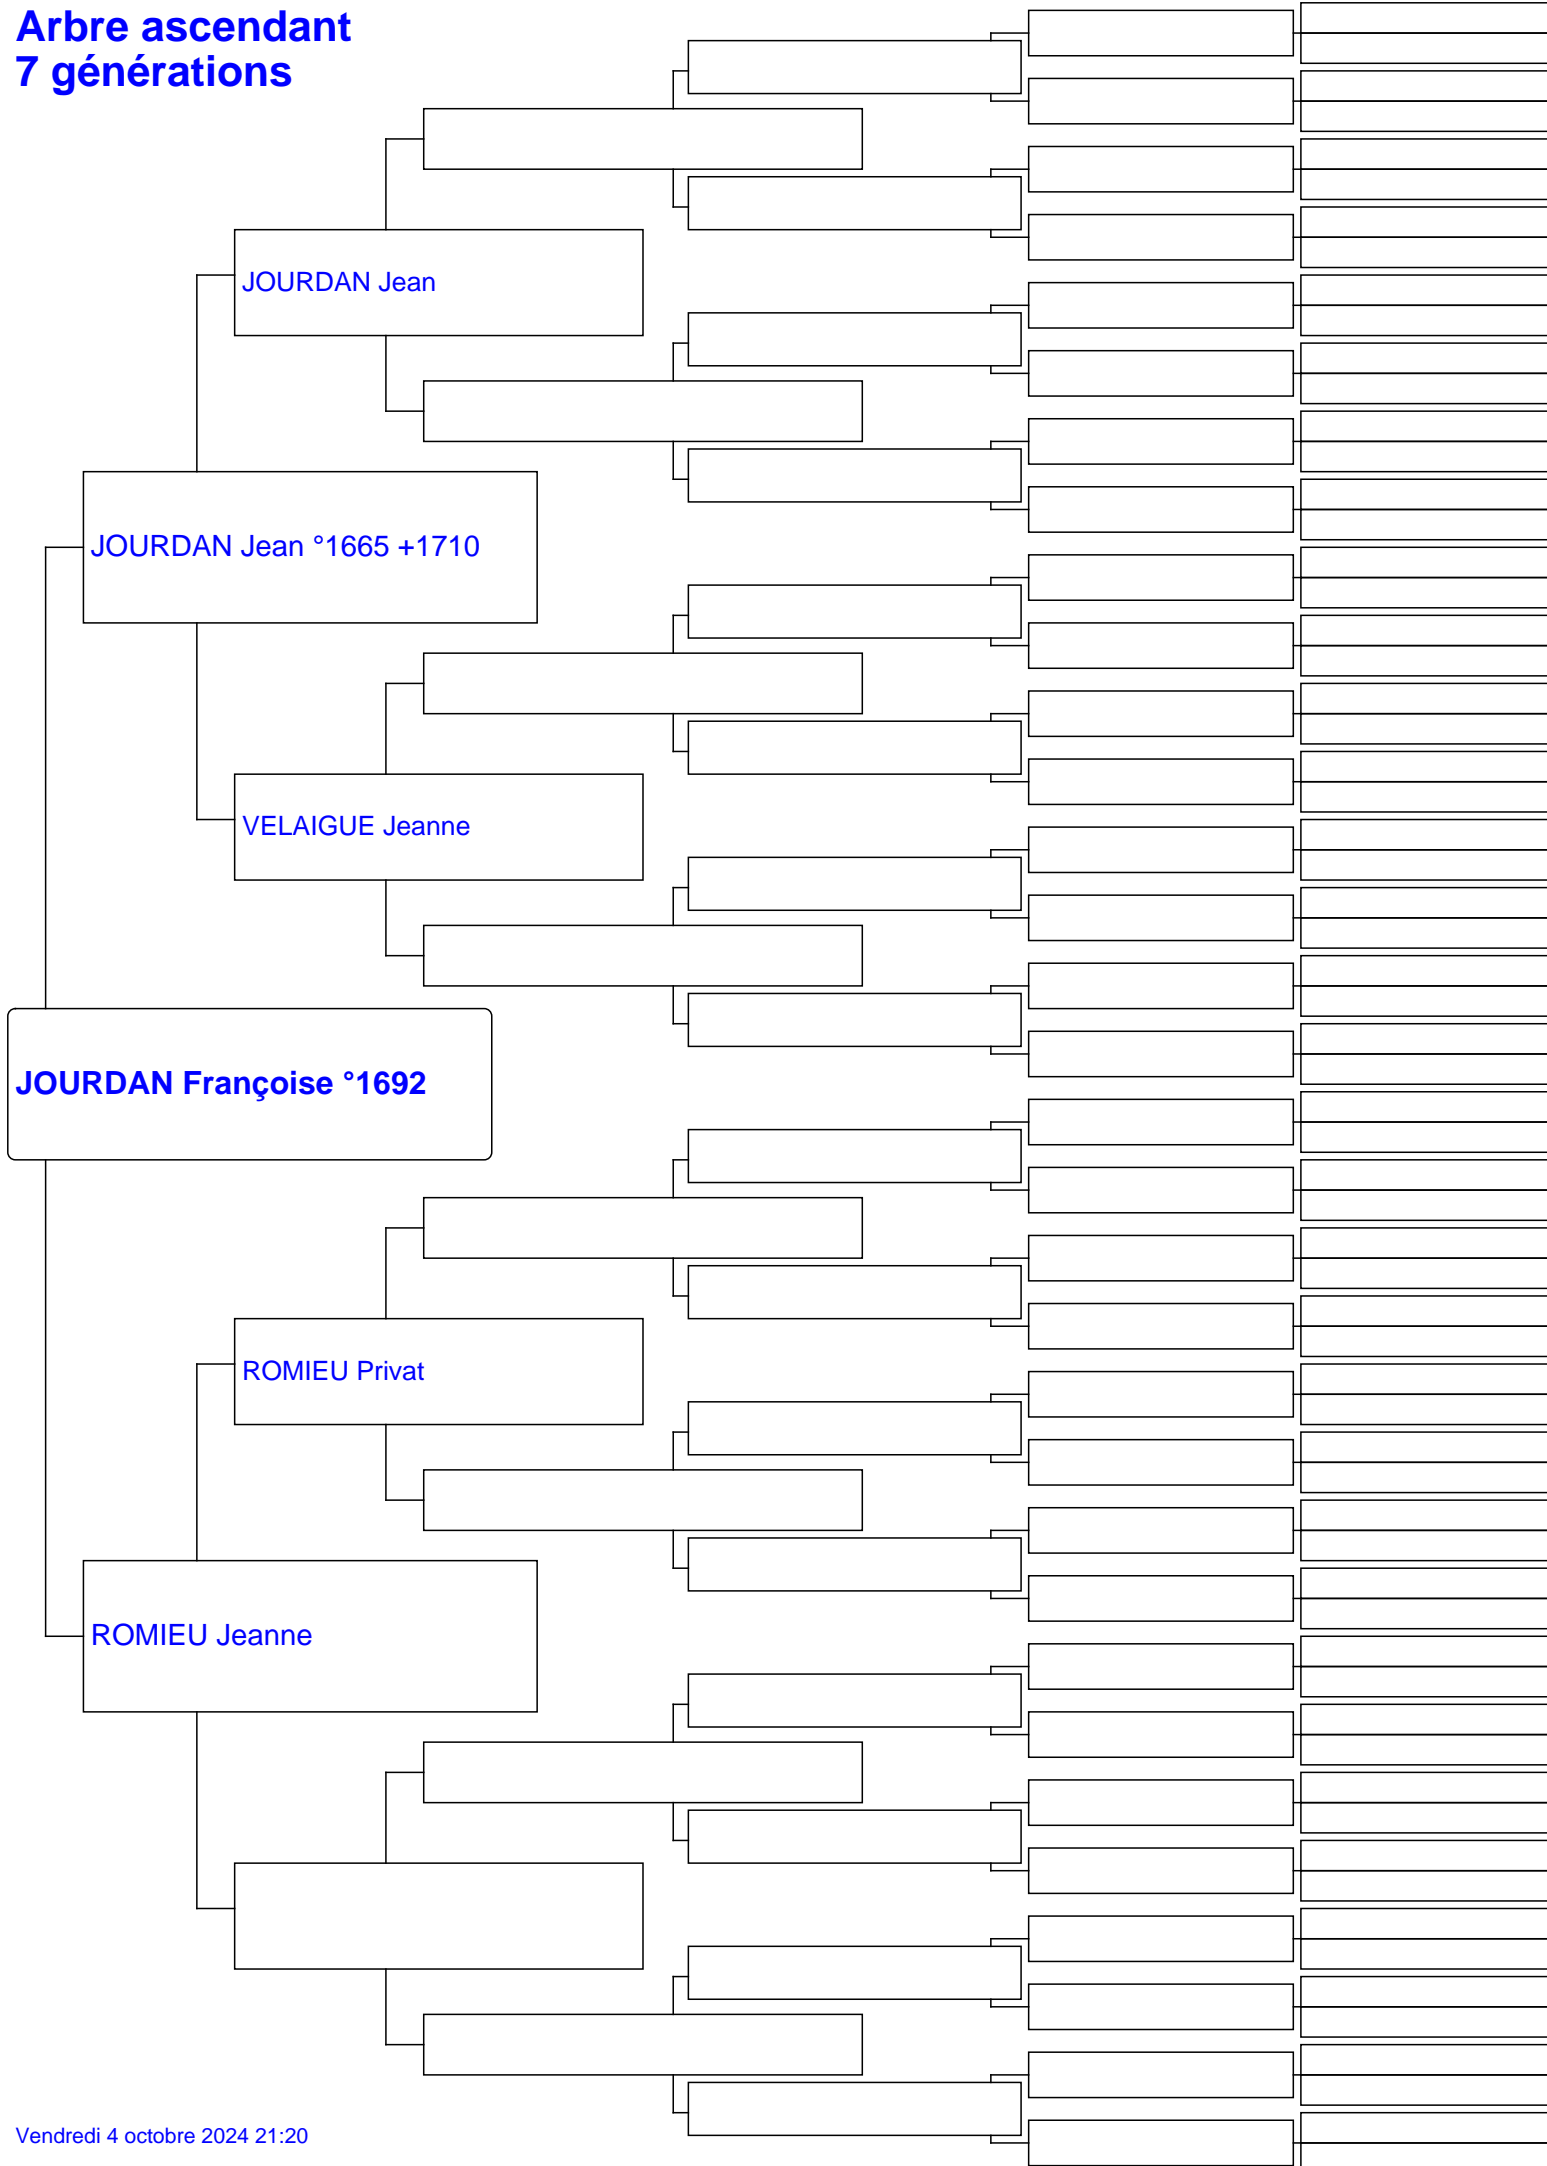 Arbre ascendant
7 générations
JOURDAN Jean
JOURDAN Jean °1665 +1710
VELAIGUE Jeanne
JOURDAN Françoise °1692
ROMIEU Privat
ROMIEU Jeanne
Vendredi 4 octobre 2024 21:20